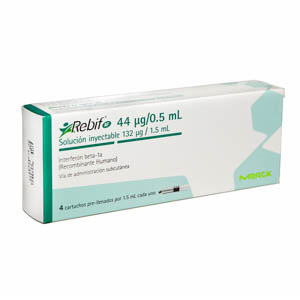 Rebif
44 µg/0.5 mL
Solución inyectable 132 µg / 1.5 mL
Interferón beta-1a
(Recombinante Humano)
Vía de administración subcutánea
MERCK
4 cartuchos pre-llenados por 1.5 mL cada uno